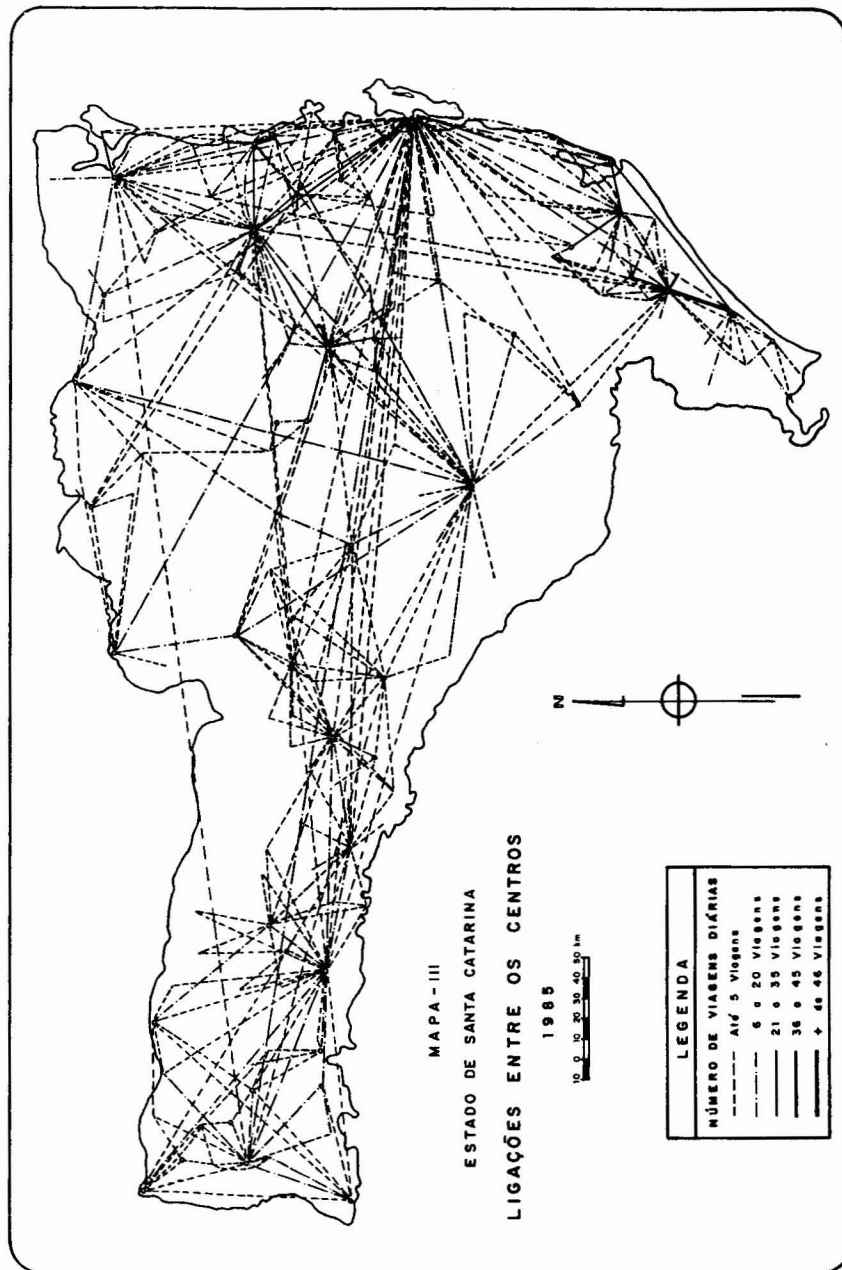 MAPA-III
ESTADO DE SANTA CATARINA
LIGAÇÕES ENTRE OS CENTROS
1985
10 0 10 20 30 40 50 km
N
LEGENDA
NÚMERO DE VIAGENS DIÁRIAS
Até 5 Viagens
6 a 20 Viagens
21 a 35 Viagens
36 a 45 Viagens
+ de 46 Viagens